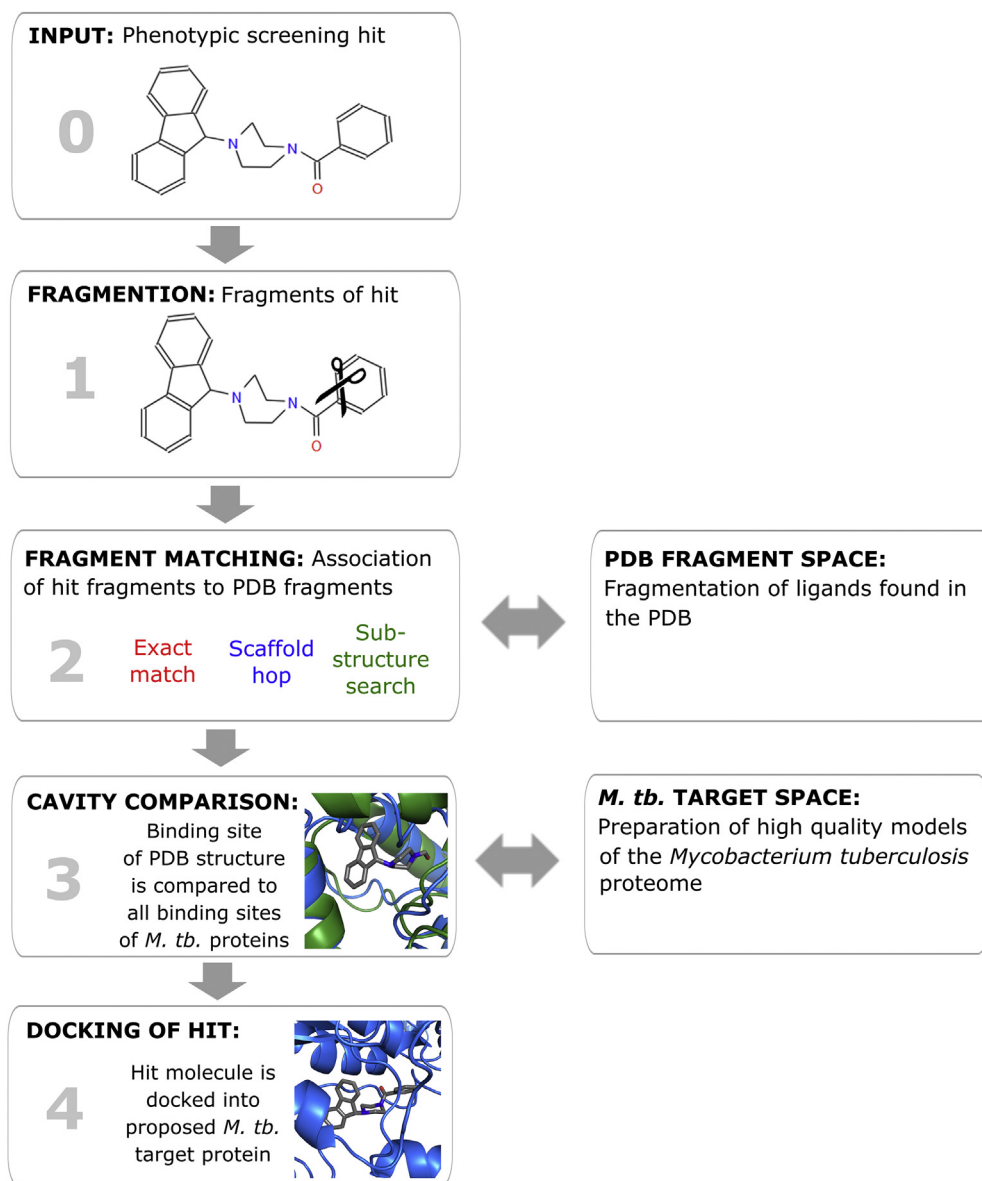 INPUT: Phenotypic screening hit
0
N
N
O
FRAGMENTION: Fragments of hit
1
N
N
O
FRAGMENT MATCHING: Association
of hit fragments to PDB fragments
2
Exact
match
Scaffold
hop
Sub-
structure
search
PDB FRAGMENT SPACE:
Fragmentation of ligands found in
the PDB
CAVITY COMPARISON:
3
Binding site
of PDB structure
is compared to
all binding sites
of M. tb. proteins
M. tb. TARGET SPACE:
Preparation of high quality models
of the Mycobacterium tuberculosis
proteome
DOCKING OF HIT:
4
Hit molecule is
docked into
proposed M. tb.
target protein